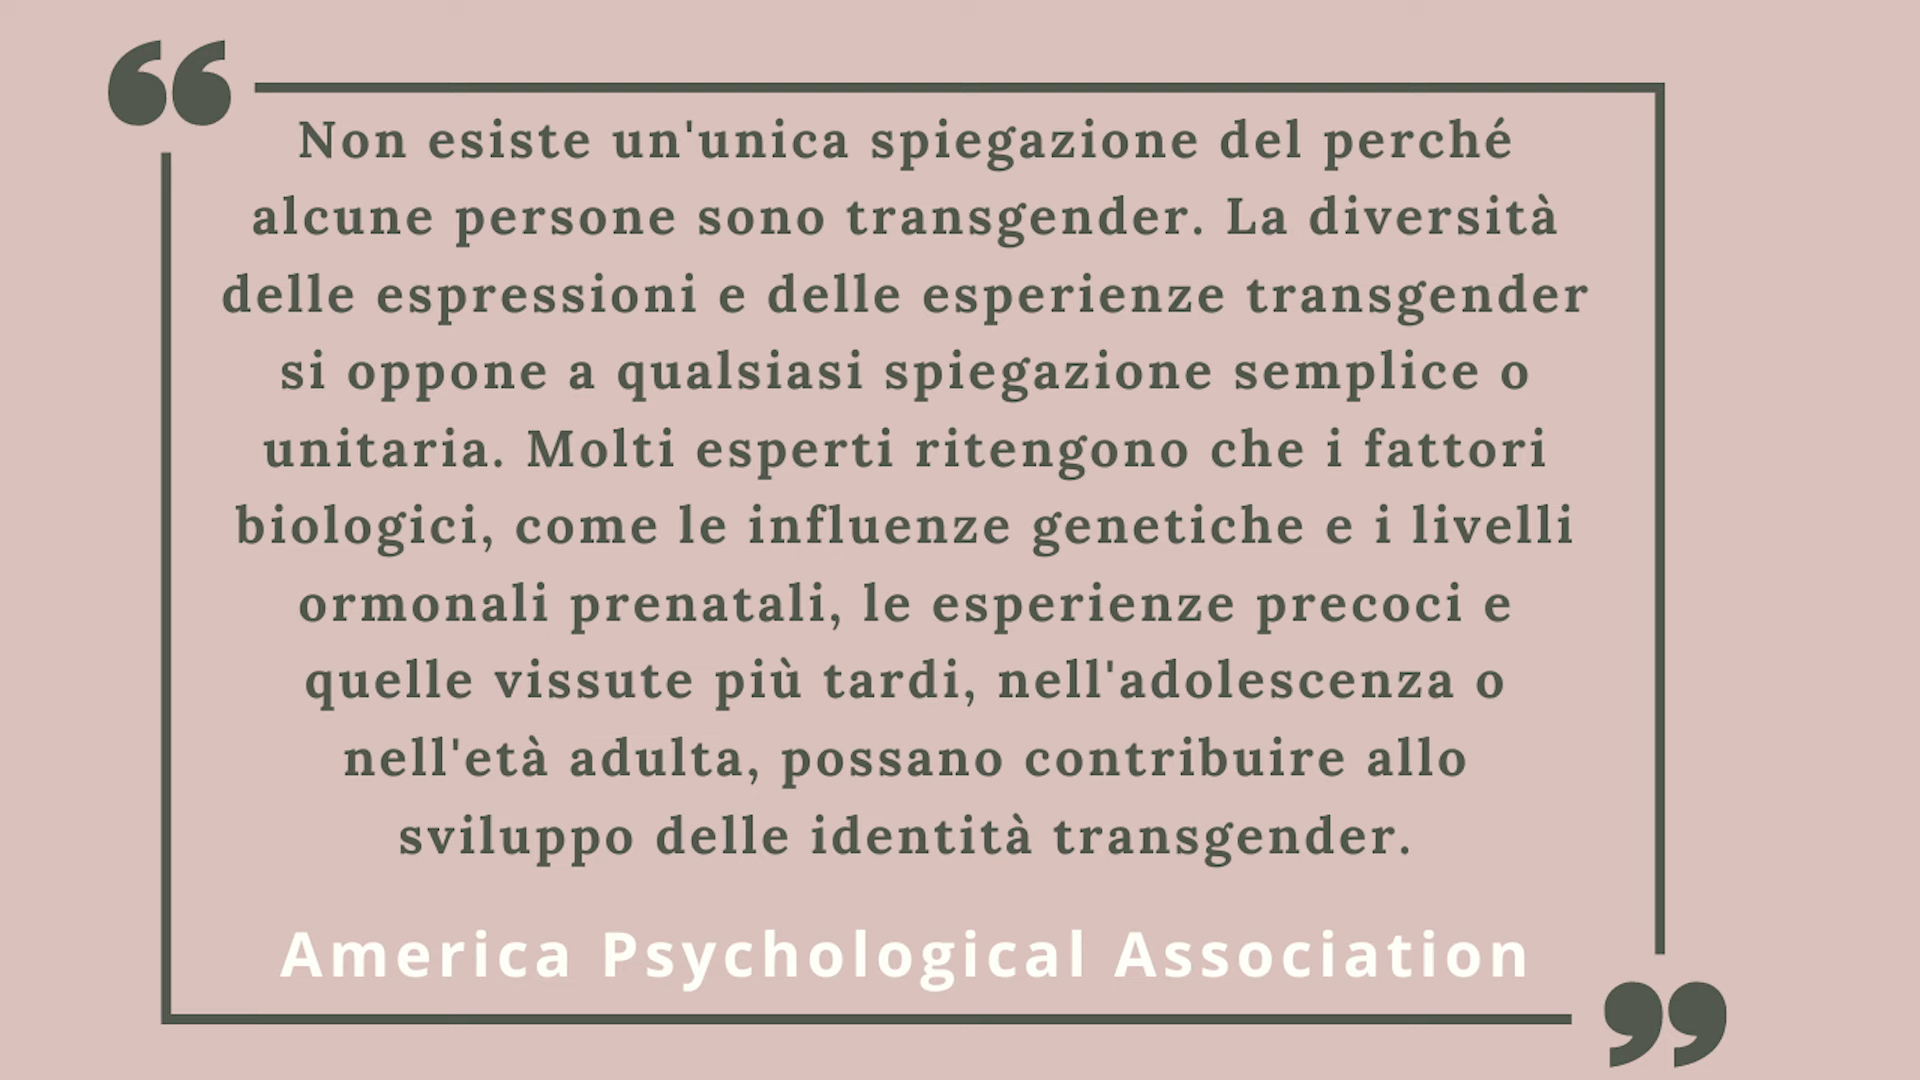 Non esiste un'unica spiegazione del perché
alcune persone sono transgender. La diversità
delle espressioni e delle esperienze transgender
si oppone a qualsiasi spiegazione semplice o
unitaria. Molti esperti ritengono che i fattori
biologici, come le influenze genetiche e i livelli
ormonali prenatali, le esperienze precoci e
quelle vissute più tardi, nell'adolescenza o
nell'età adulta, possano contribuire allo
sviluppo delle identità transgender.
America Psychological Association